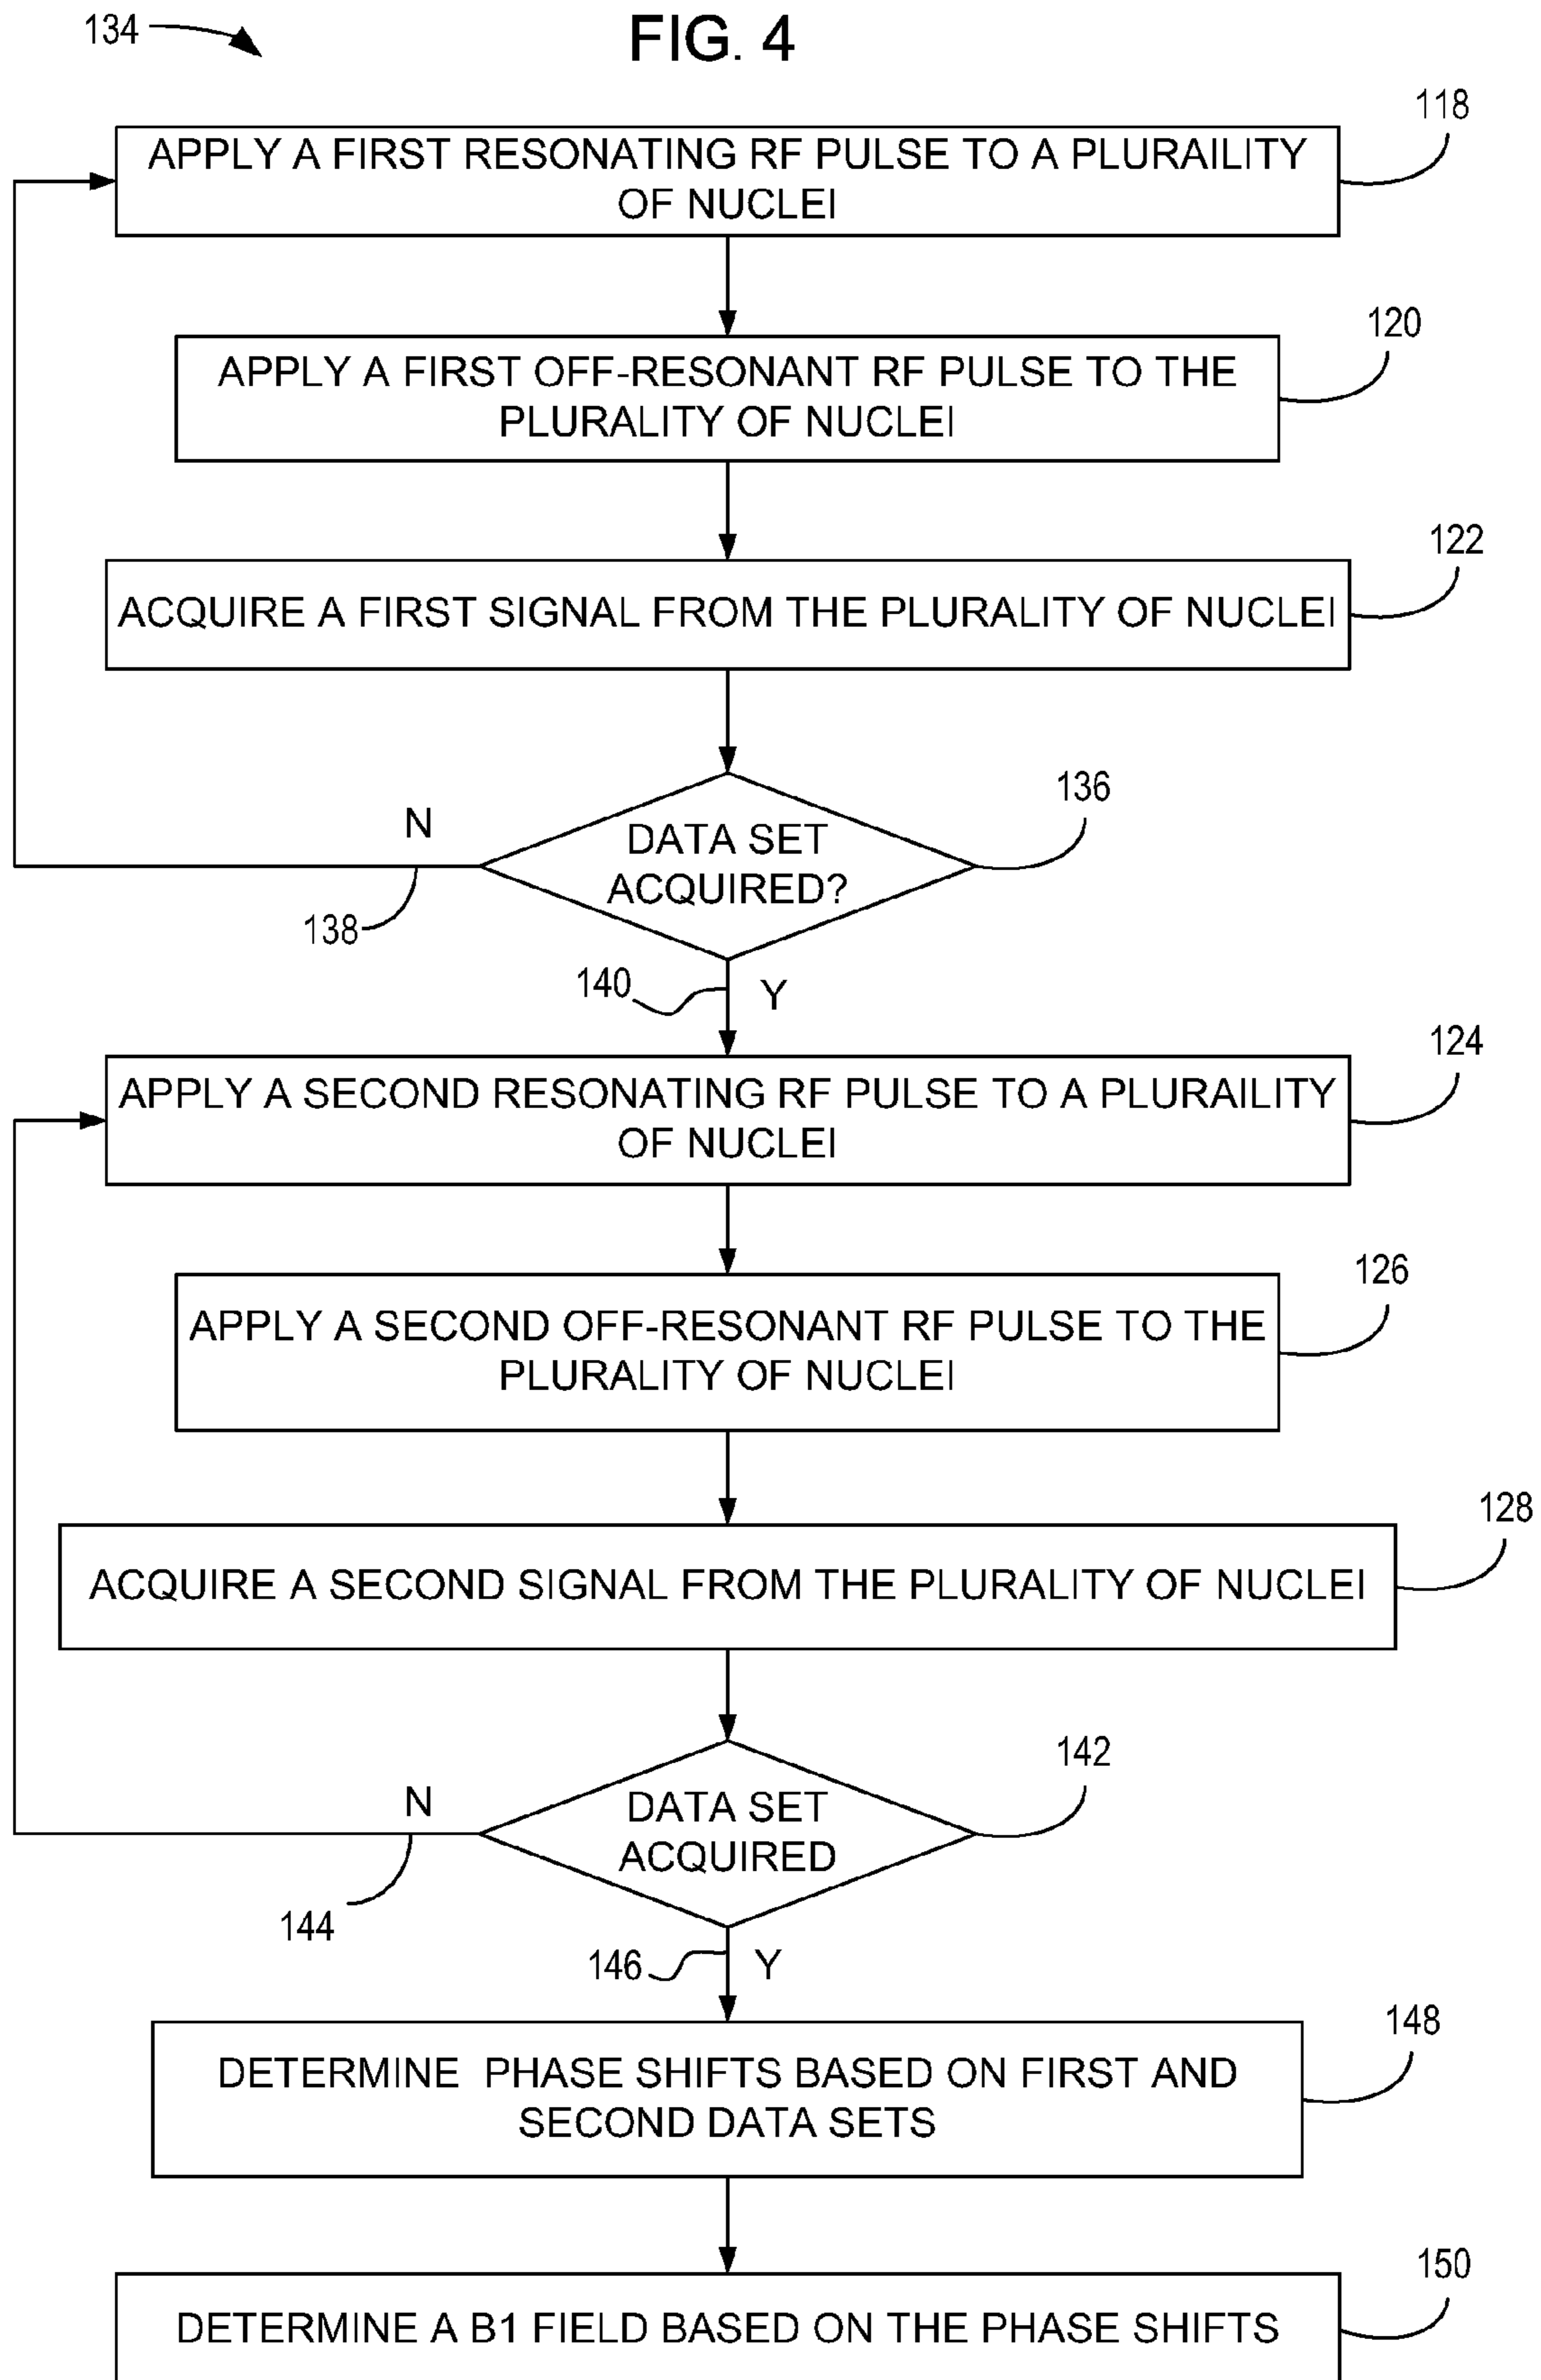 134
FIG. 4
118
APPLY A FIRST RESONATING RF PULSE TO A PLURAILITY
OF NUCLEI
120
APPLY A FIRST OFF-RESONANT RF PULSE TO THE
PLURALITY OF NUCLEI
122
ACQUIRE A FIRST SIGNAL FROM THE PLURALITY OF NUCLEI
136
N
DATA SET
ACQUIRED?
138
140
Y
124
APPLY A SECOND RESONATING RF PULSE TO A PLURAILITY
OF NUCLEI
126
APPLY A SECOND OFF-RESONANT RF PULSE TO THE
PLURALITY OF NUCLEI
128
ACQUIRE A SECOND SIGNAL FROM THE PLURALITY OF NUCLEI
142
N
DATA SET
ACQUIRED
144
146
Y
148
DETERMINE PHASE SHIFTS BASED ON FIRST AND
SECOND DATA SETS
150
DETERMINE A B1 FIELD BASED ON THE PHASE SHIFTS